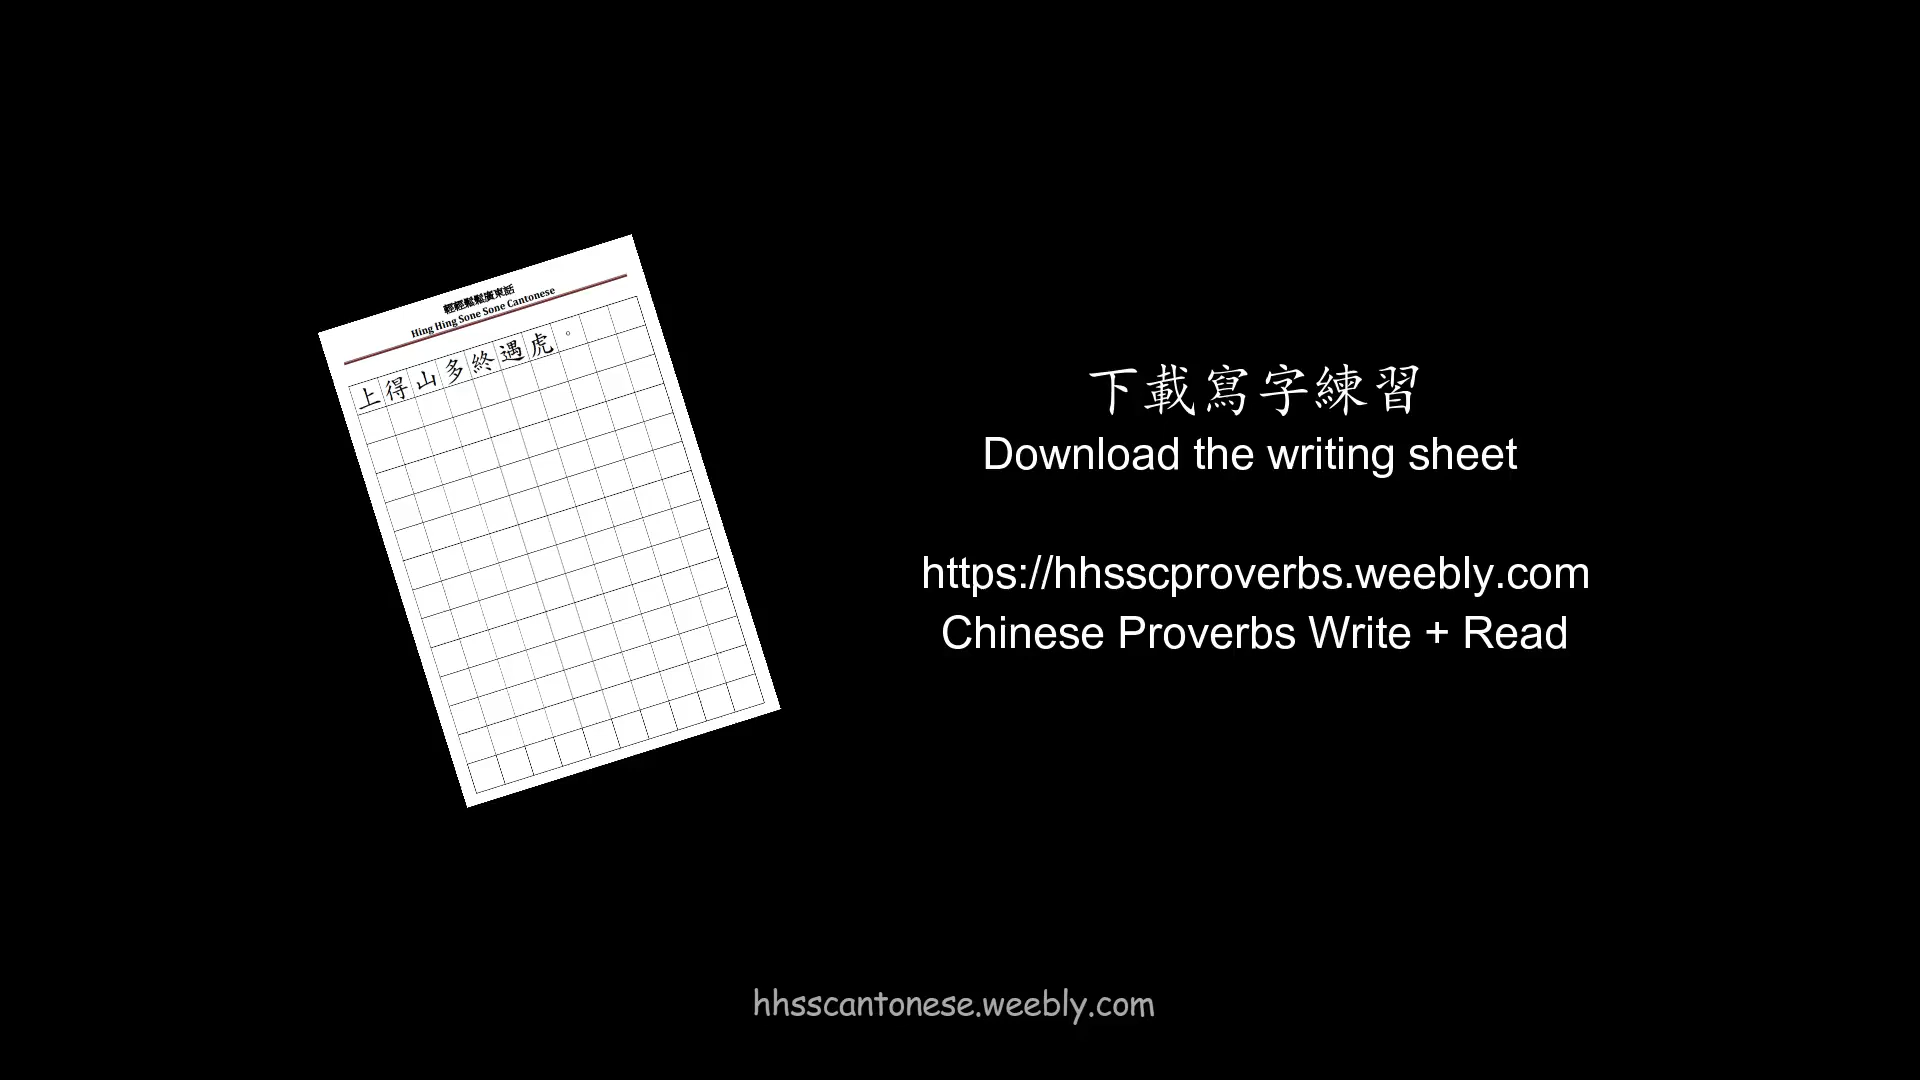 輕輕鬆鬆廣東話
Hing Hing Sone Sone Cantonese
上得山多終遇虎。
下載寫字練習
Download the writing sheet
https://hhsscproverbs.weebly.com
Chinese Proverbs Write + Read
hhsscantonese.weebly.com